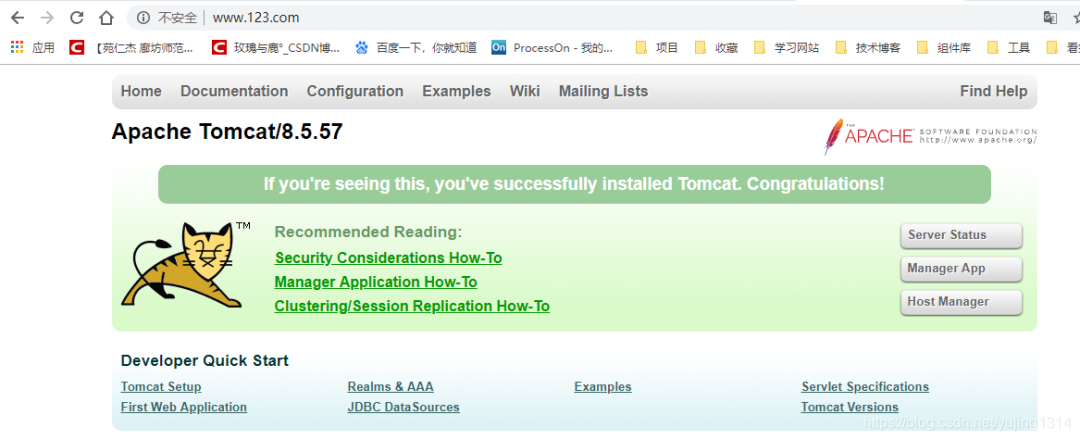 不安全 | www.123.com
应用 【苑仁杰 廊坊师范... 玫瑰与鹿°_CSDN博... 百度一下，你就知道 On ProcessOn - 我的... 项目 收藏 学习网站 技术博客 组件库 工具
Home Documentation Configuration Examples Wiki Mailing Lists Find Help
Apache Tomcat/8.5.57
THE APACHE SOFTWARE FOUNDATION
http://www.apache.org/
If you're seeing this, you've successfully installed Tomcat. Congratulations!
TM
Recommended Reading:
Security Considerations How-To
Manager Application How-To
Clustering/Session Replication How-To
Server Status
Manager App
Host Manager
Developer Quick Start
Tomcat Setup Realms & AAA Examples Servlet Specifications
First Web Application JDBC DataSources Tomcat Versions
https://blog.csdn.net/yujing1314